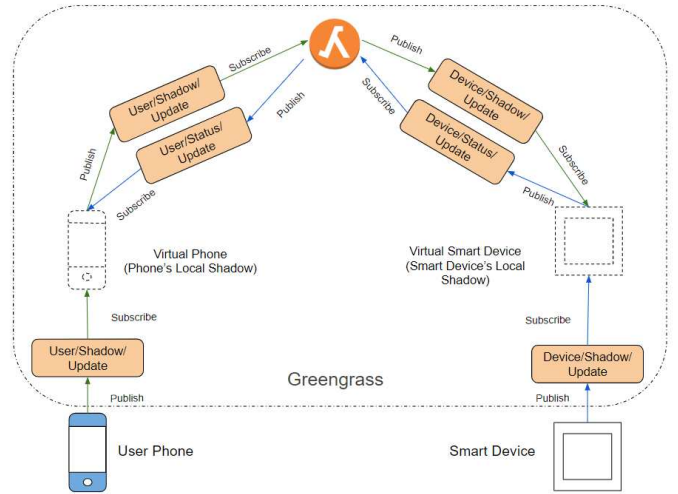 Subscribe
Publish
User/Shadow/
Update
Device/Shadow/
Update
Publish
Subscribe
User/Status/
Update
Device/Status/
Update
Publish
Subscribe
Subscribe
Publish
Virtual Phone
(Phone's Local Shadow)
Virtual Smart Device
(Smart Device's Local
Shadow)
Subscribe
Subscribe
User/Shadow/
Update
Device/Shadow/
Update
Greengrass
Publish
Publish
User Phone
Smart Device